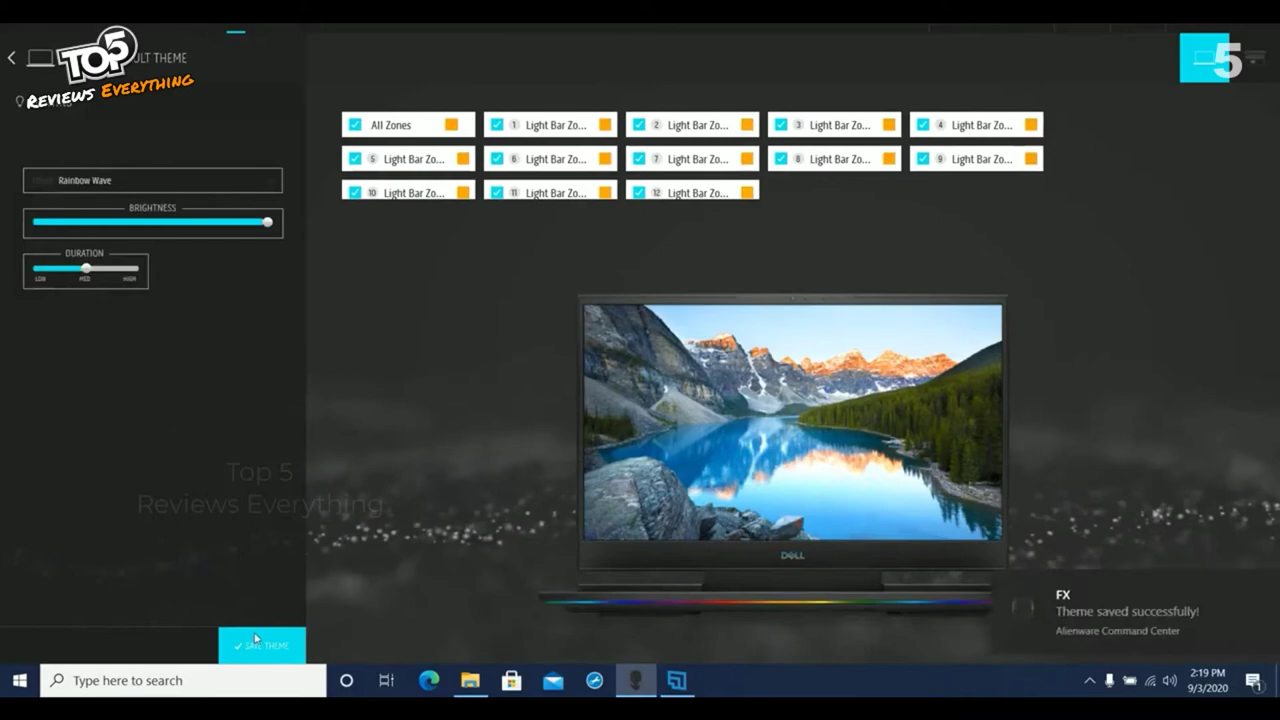 TOP5
REVIEWS EVERYTHING
ULT THEME
5
All Zones
1 Light Bar Zo...
2 Light Bar Zo...
3 Light Bar Zo...
4 Light Bar Zo...
5 Light Bar Zo...
6 Light Bar Zo...
7 Light Bar Zo...
8 Light Bar Zo...
9 Light Bar Zo...
10 Light Bar Zo...
11 Light Bar Zo...
12 Light Bar Zo...
Rainbow Wave
BRIGHTNESS
DURATION
LOW MED HIGH
Top 5
Reviews Everything
DELL
FX
Theme saved successfully!
Alienware Command Center
SAVE THEME
Type here to search
2:19 PM
9/3/2020
1